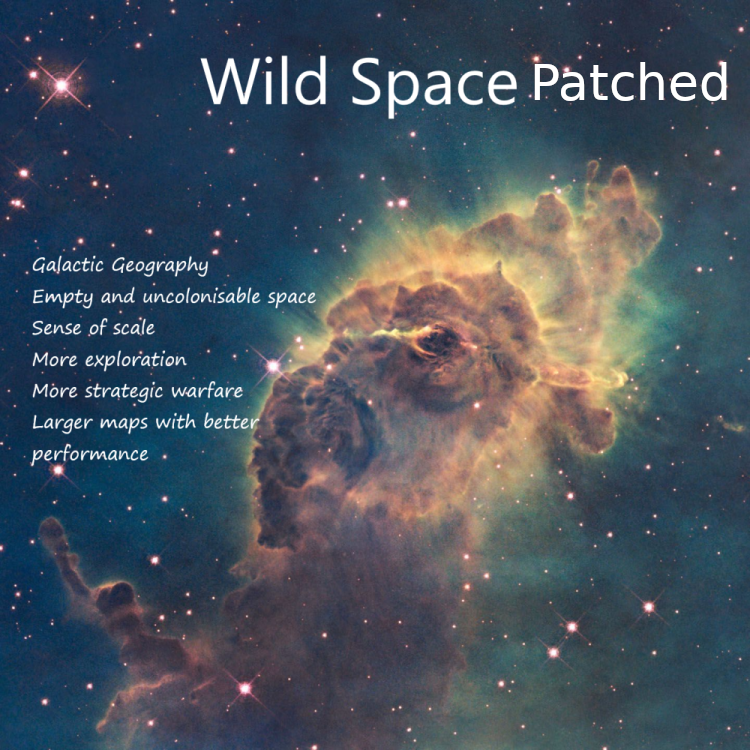 Wild Space Patched
Galactic Geography
Empty and uncolonisable space
Sense of scale
More exploration
More strategic warfare
Larger maps with better
performance